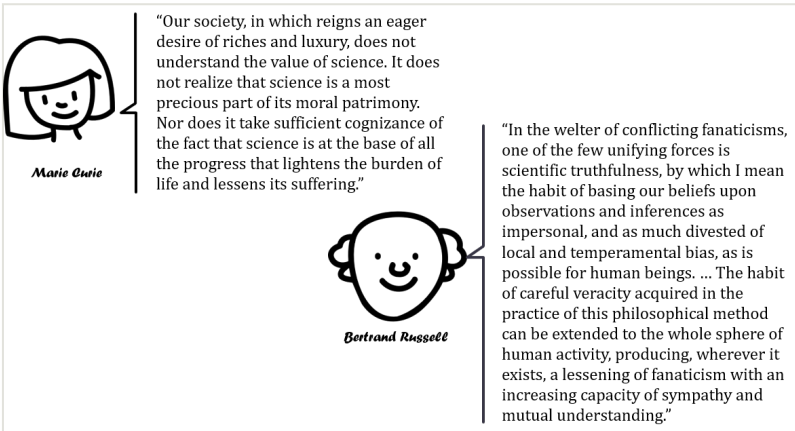 “Our society, in which reigns an eager
desire of riches and luxury, does not
understand the value of science. It does
not realize that science is a most
precious part of its moral patrimony.
Nor does it take sufficient cognizance of
the fact that science is at the base of all
the progress that lightens the burden of
life and lessens its suffering.”
Marie Curie
“In the welter of conflicting fanaticisms,
one of the few unifying forces is
scientific truthfulness, by which I mean
the habit of basing our beliefs upon
observations and inferences as
impersonal, and as much divested of
local and temperamental bias, as is
possible for human beings. ... The habit
of careful veracity acquired in the
practice of this philosophical method
can be extended to the whole sphere of
human activity, producing, wherever it
exists, a lessening of fanaticism with an
increasing capacity of sympathy and
mutual understanding.”
Bertrand Russell